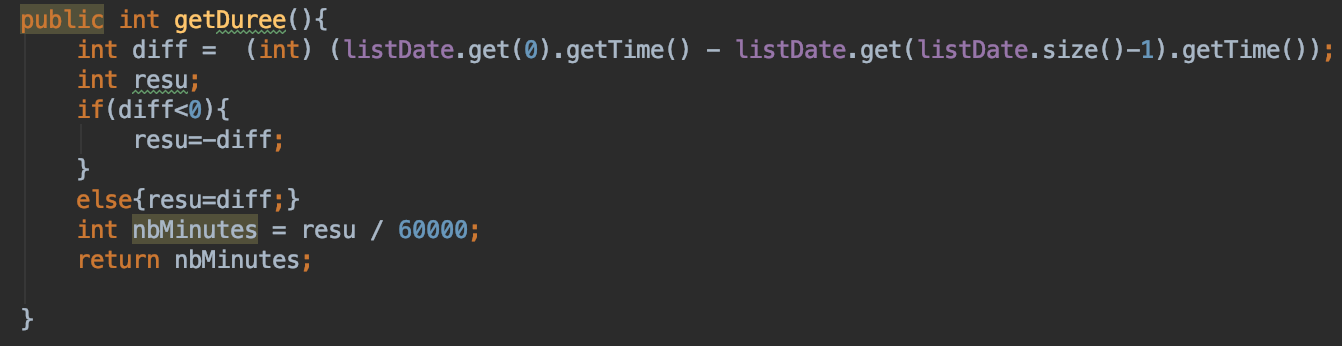 public int getDuree(){
    int diff =  (int) (listDate.get(0).getTime() - listDate.get(listDate.size()-1).getTime());
    int resu;
    if(diff<0){
        resu=-diff;
    }
    else{resu=diff;}
    int nbMinutes = resu / 60000;
    return nbMinutes;
}